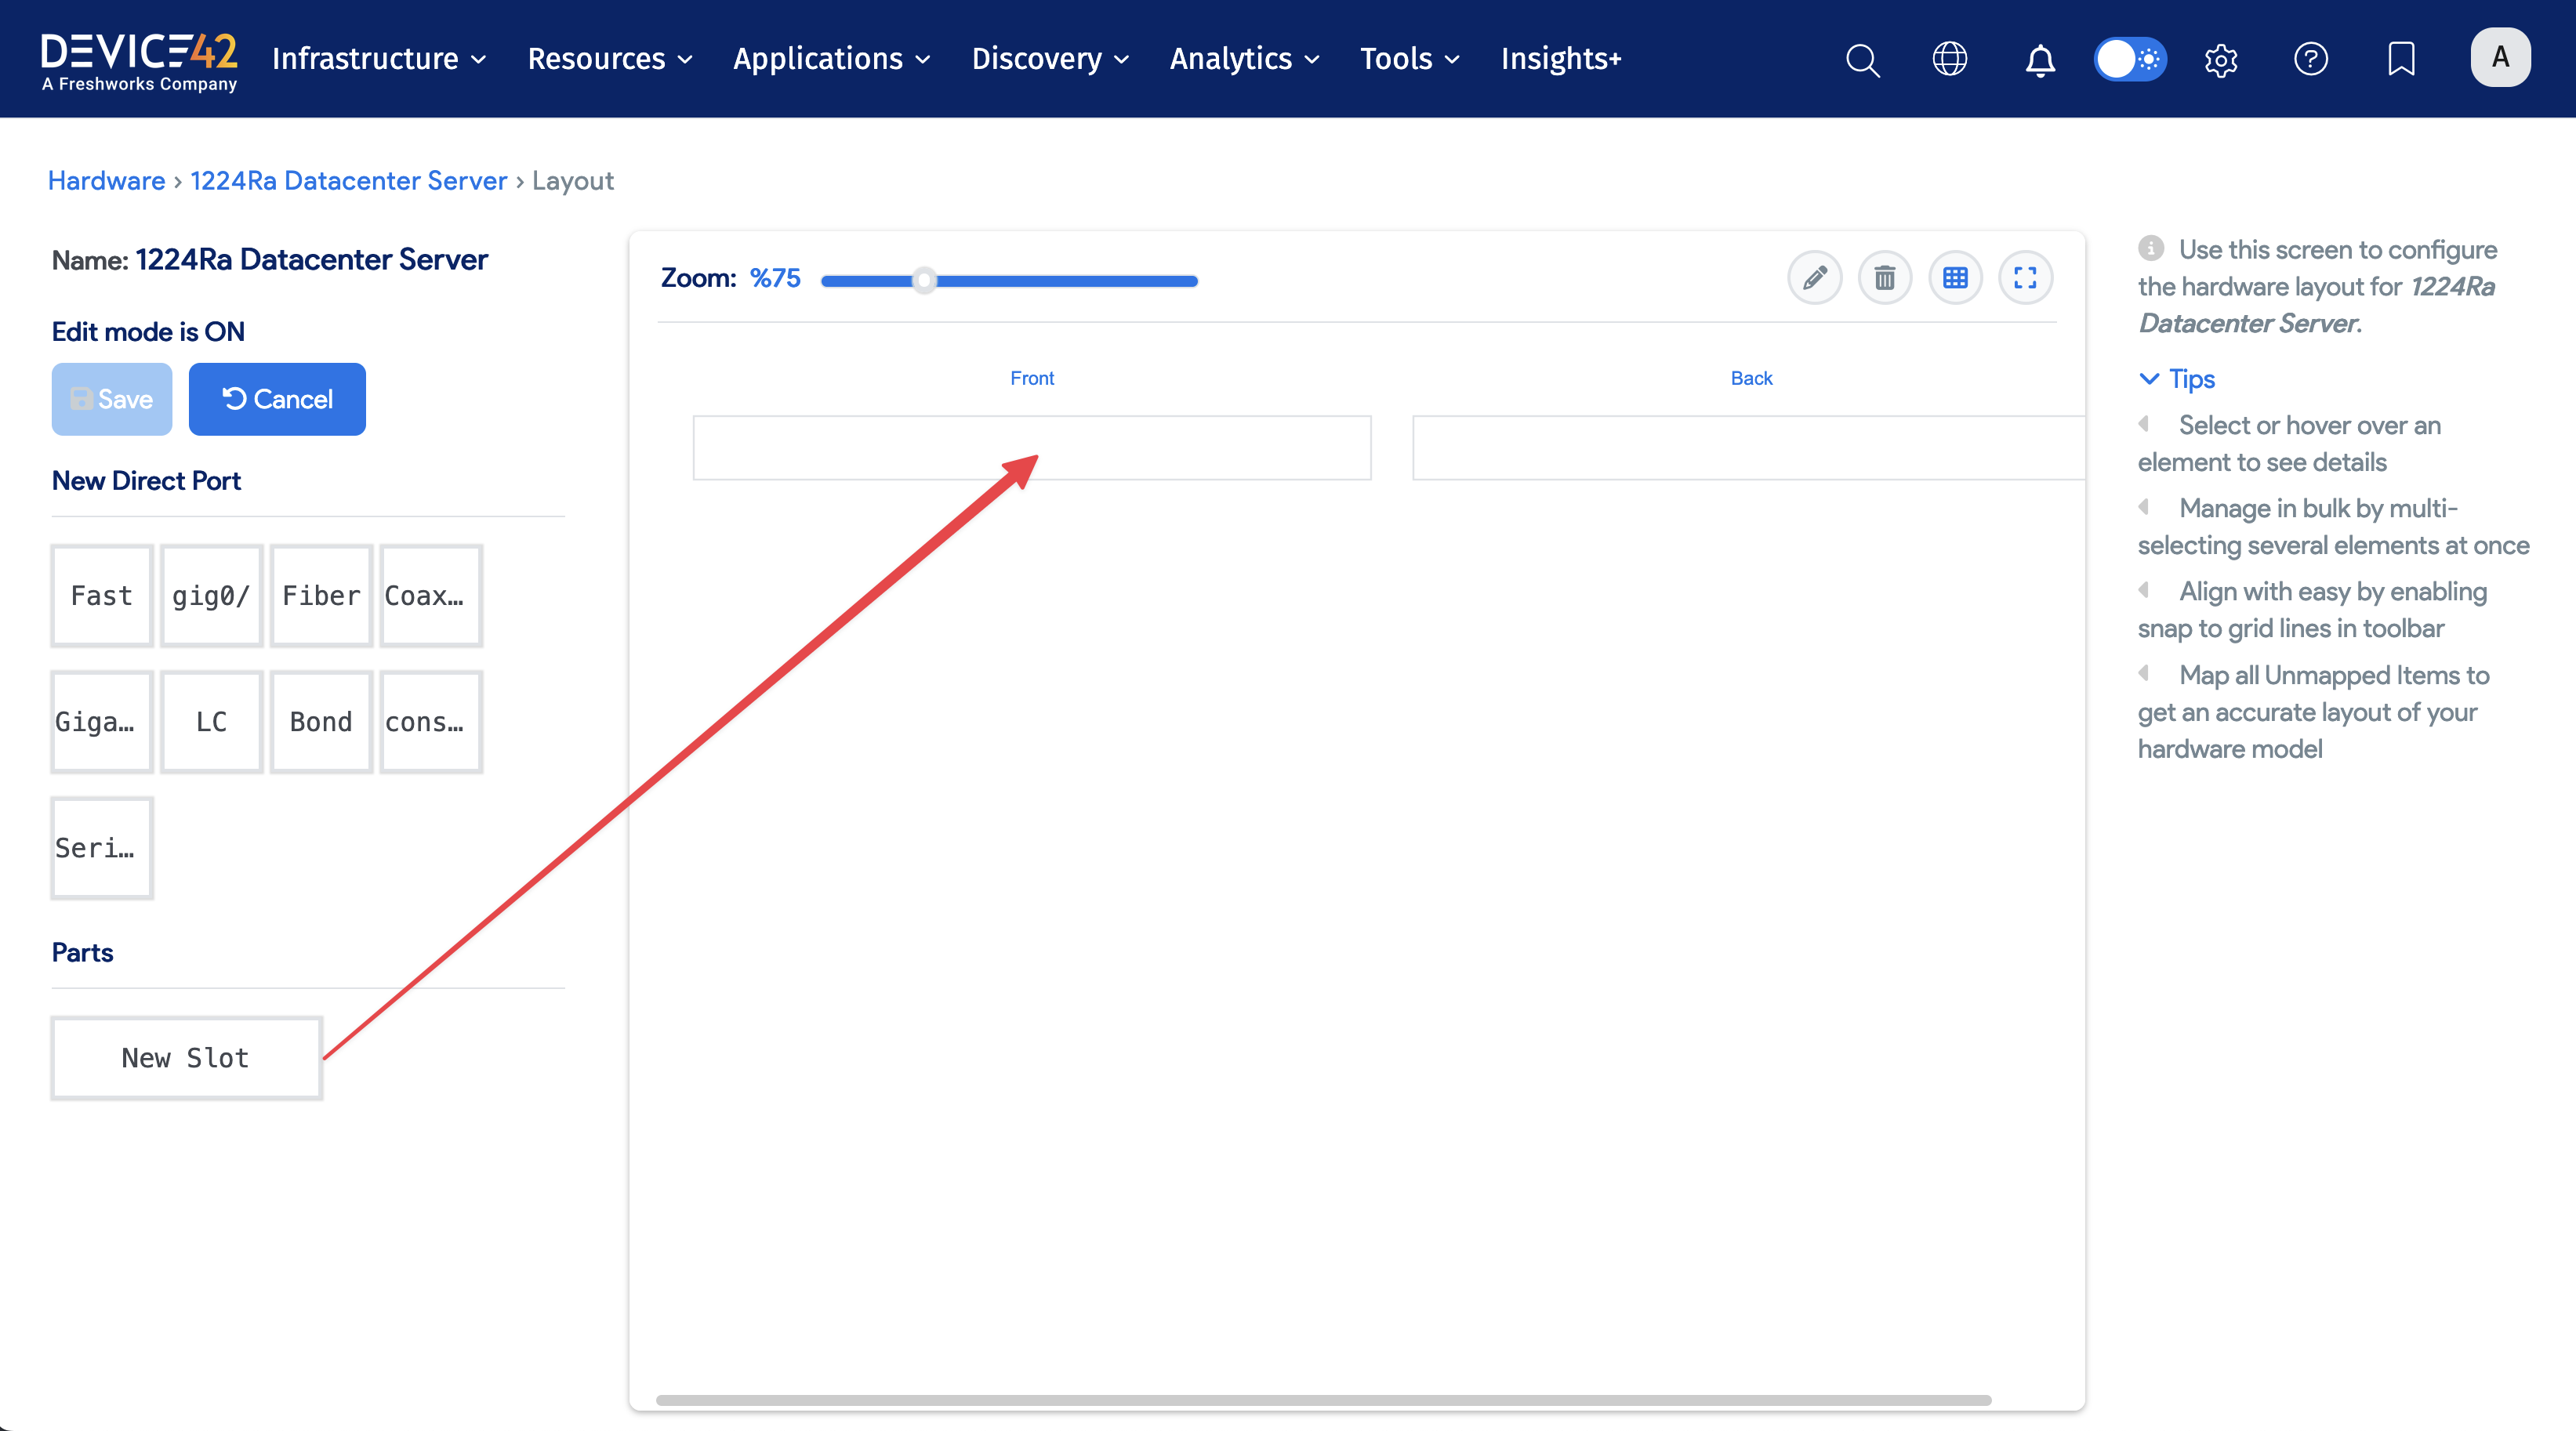 DEVICE42
A Freshworks Company
Infrastructure
Resources
Applications
Discovery
Analytics
Tools
Insights+
A
Hardware › 1224Ra Datacenter Server › Layout
Name: 1224Ra Datacenter Server
Edit mode is ON
Save
Cancel
New Direct Port
Fast
gig0/
Fiber
Coax…
Giga…
LC
Bond
cons…
Seri…
Parts
New Slot
Zoom: %75
Front
Back
Use this screen to configure
the hardware layout for 1224Ra
Datacenter Server.
Tips
Select or hover over an
element to see details
Manage in bulk by multi-
selecting several elements at once
Align with easy by enabling
snap to grid lines in toolbar
Map all Unmapped Items to
get an accurate layout of your
hardware model